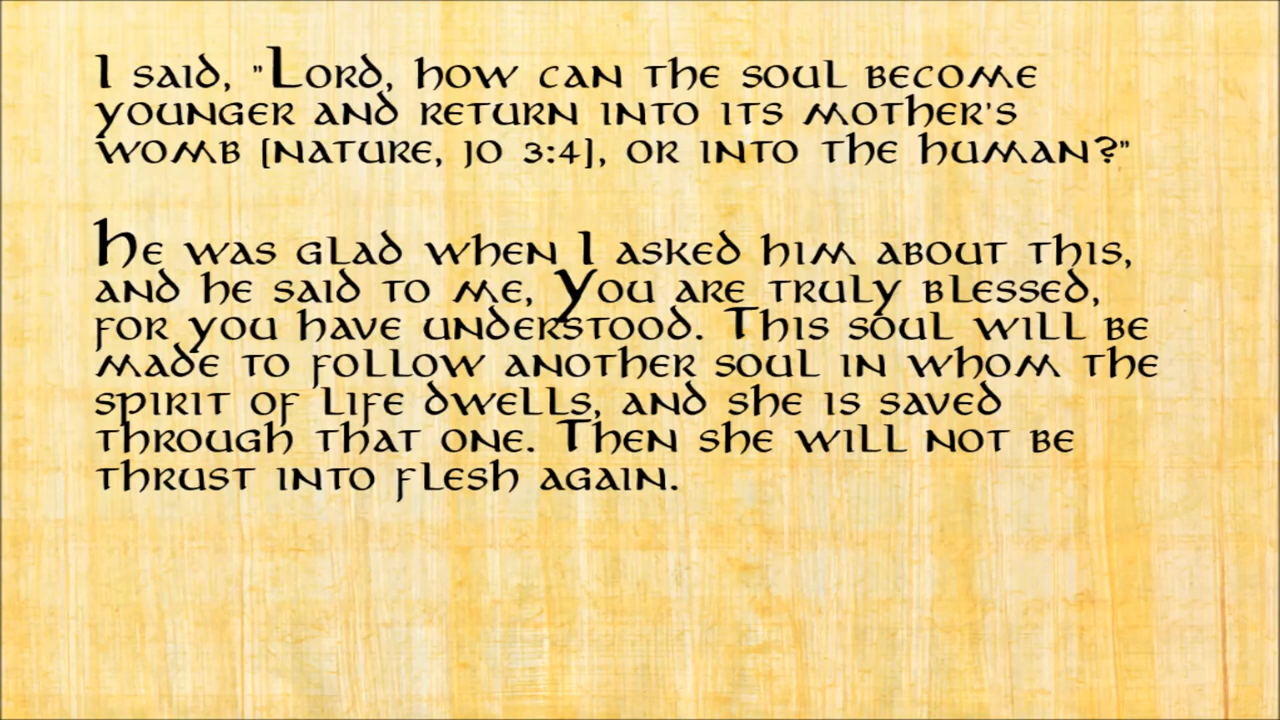 I said, "Lord, how can the soul become
younger and return into its mother's
womb [nature, Jo 3:4], or into the human?"
He was glad when I asked him about this,
and he said to me, You are truly blessed,
for you have understood. This soul will be
made to follow another soul in whom the
spirit of life dwells, and she is saved
through that one. Then she will not be
thrust into flesh again.